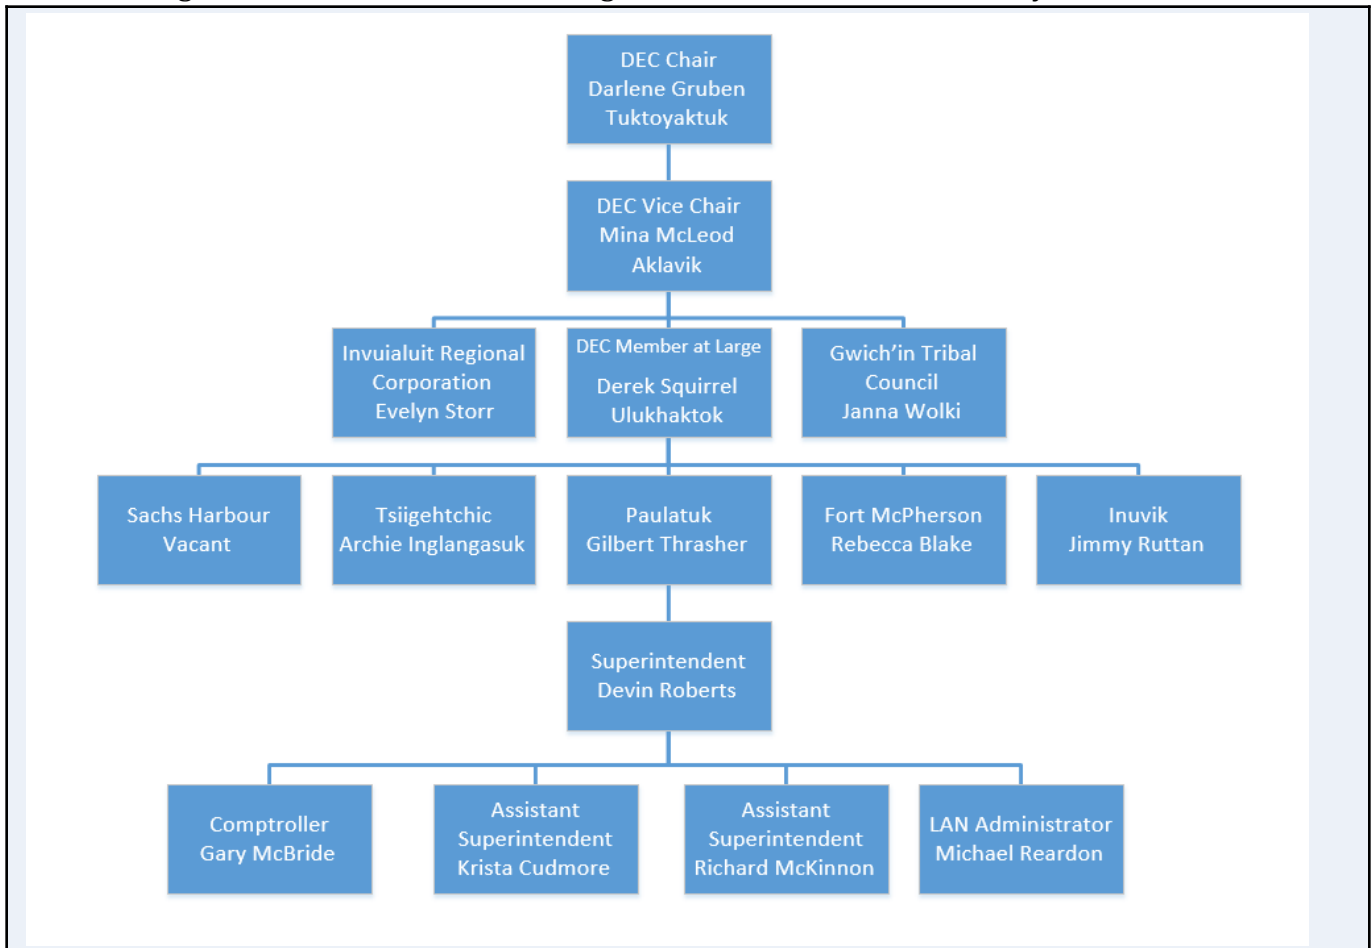 DEC Chair
Darlene Gruben
Tuktoyaktuk
DEC Vice Chair
Mina McLeod
Aklavik
Invuialuit Regional
Corporation
Evelyn Storr
DEC Member at Large
Derek Squirrel
Ulukhaktok
Gwich'in Tribal
Council
Janna Wolki
Sachs Harbour
Vacant
Tsiigehtchic
Archie Inglangasuk
Paulatuk
Gilbert Thrasher
Fort McPherson
Rebecca Blake
Inuvik
Jimmy Ruttan
Superintendent
Devin Roberts
Comptroller
Gary McBride
Assistant
Superintendent
Krista Cudmore
Assistant
Superintendent
Richard McKinnon
LAN Administrator
Michael Reardon